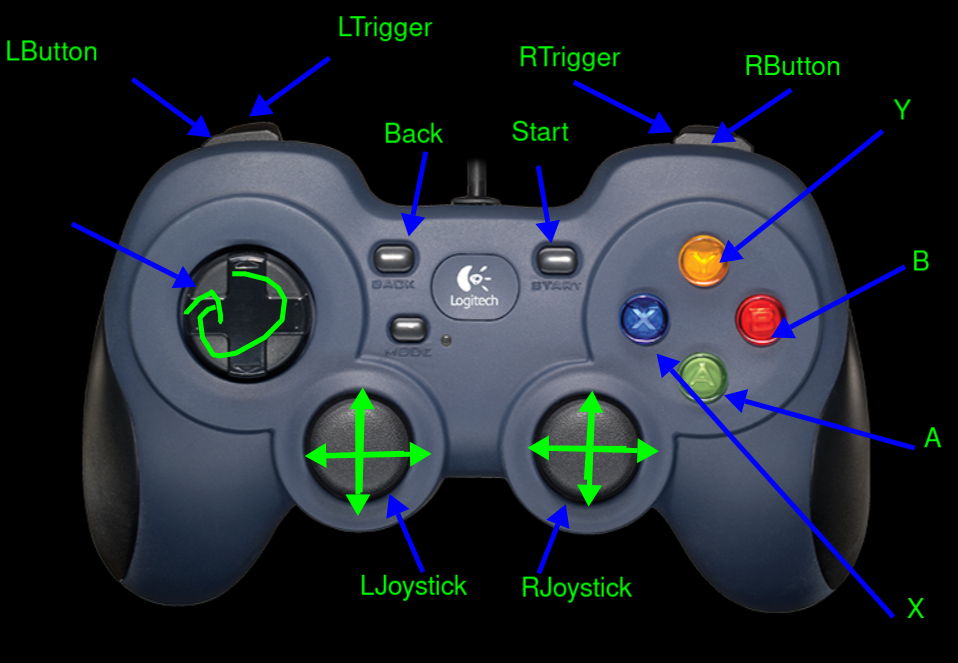 LTrigger
LButton
RTrigger
RButton
Y
Back
Start
Y
B
BACK
START
Logitech
X
B
MODE
A
A
LJoystick
RJoystick
X